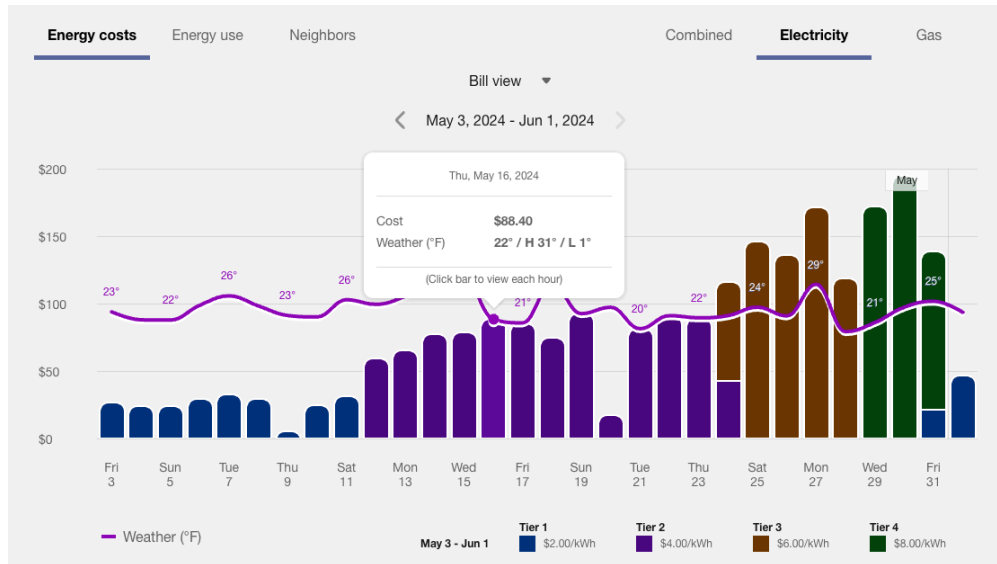 Energy costs Energy use Neighbors Combined Electricity Gas
Bill view
May 3, 2024 - Jun 1, 2024
$200
$150
$100
$50
$0
Thu, May 16, 2024
Cost $88.40
Weather (°F) 22° / H 31° / L 1°
(Click bar to view each hour)
May
23° 22° 26° 23° 26° 21° 20° 22° 24° 29° 21° 25°
Fri Sun Tue Thu Sat Mon Wed Fri Sun Tue Thu Sat Mon Wed Fri
3 5 7 9 11 13 15 17 19 21 23 25 27 29 31
Weather (°F)
May 3 - Jun 1
Tier 1 Tier 2 Tier 3 Tier 4
$2.00/kWh $4.00/kWh $6.00/kWh $8.00/kWh